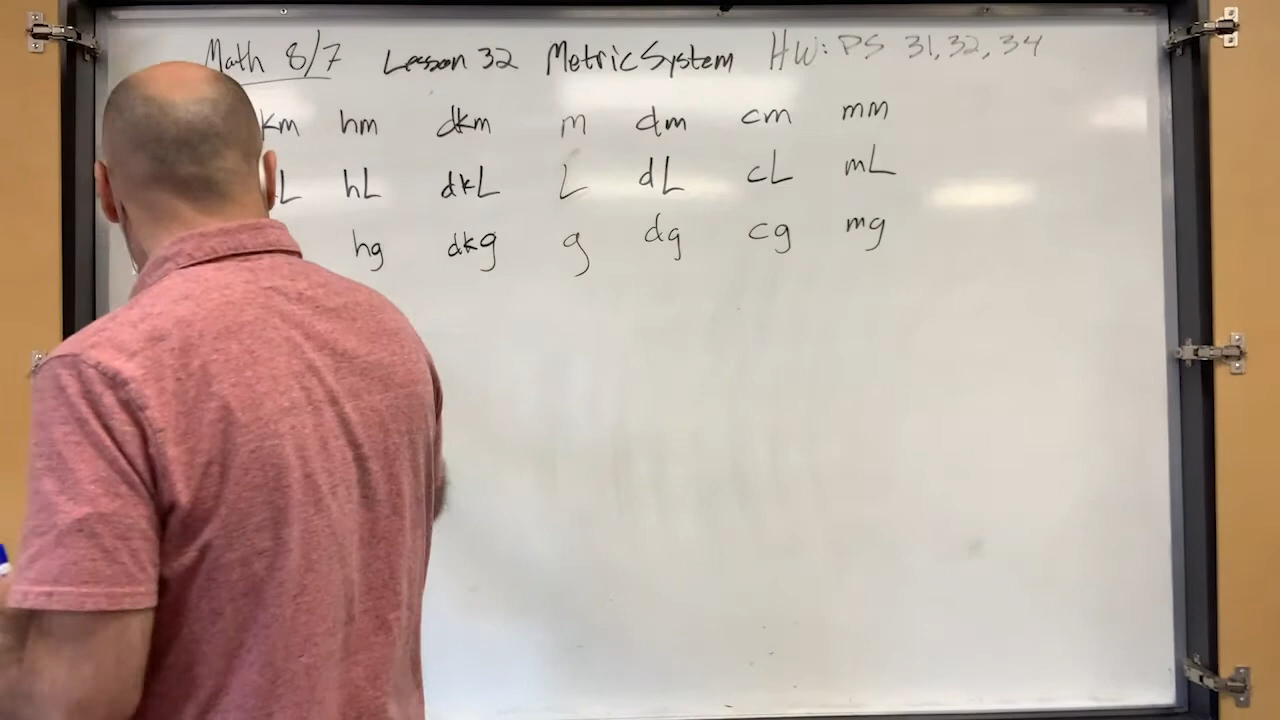 Math 8/7 Lesson 32 Metric System HW: PS 31, 32, 34
km hm dkm m dm cm mm
L hL dkL L dL cL mL
hg dkg g dg cg mg